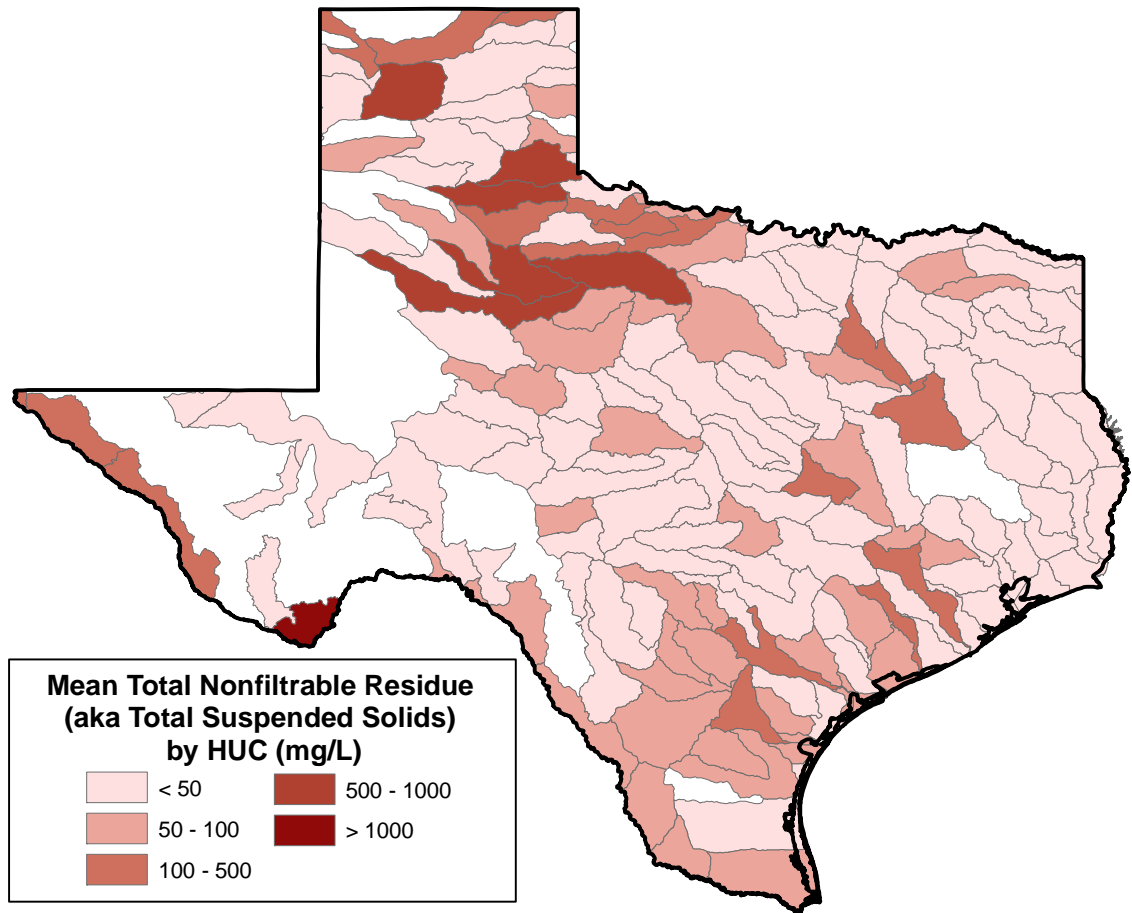 Mean Total Nonfiltrable Residue
(aka Total Suspended Solids)
by HUC (mg/L)
< 50
50 - 100
100 - 500
500 - 1000
> 1000